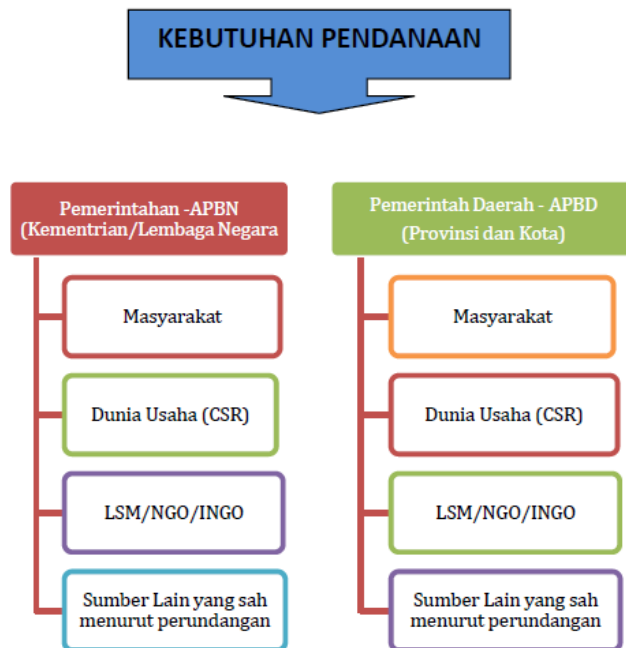 KEBUTUHAN PENDANAAN
Pemerintahan -APBN
(Kementrian/Lembaga Negara
Masyarakat
Dunia Usaha (CSR)
LSM/NGO/INGO
Sumber Lain yang sah
menurut perundangan
Pemerintah Daerah - APBD
(Provinsi dan Kota)
Masyarakat
Dunia Usaha (CSR)
LSM/NGO/INGO
Sumber Lain yang sah
menurut perundangan